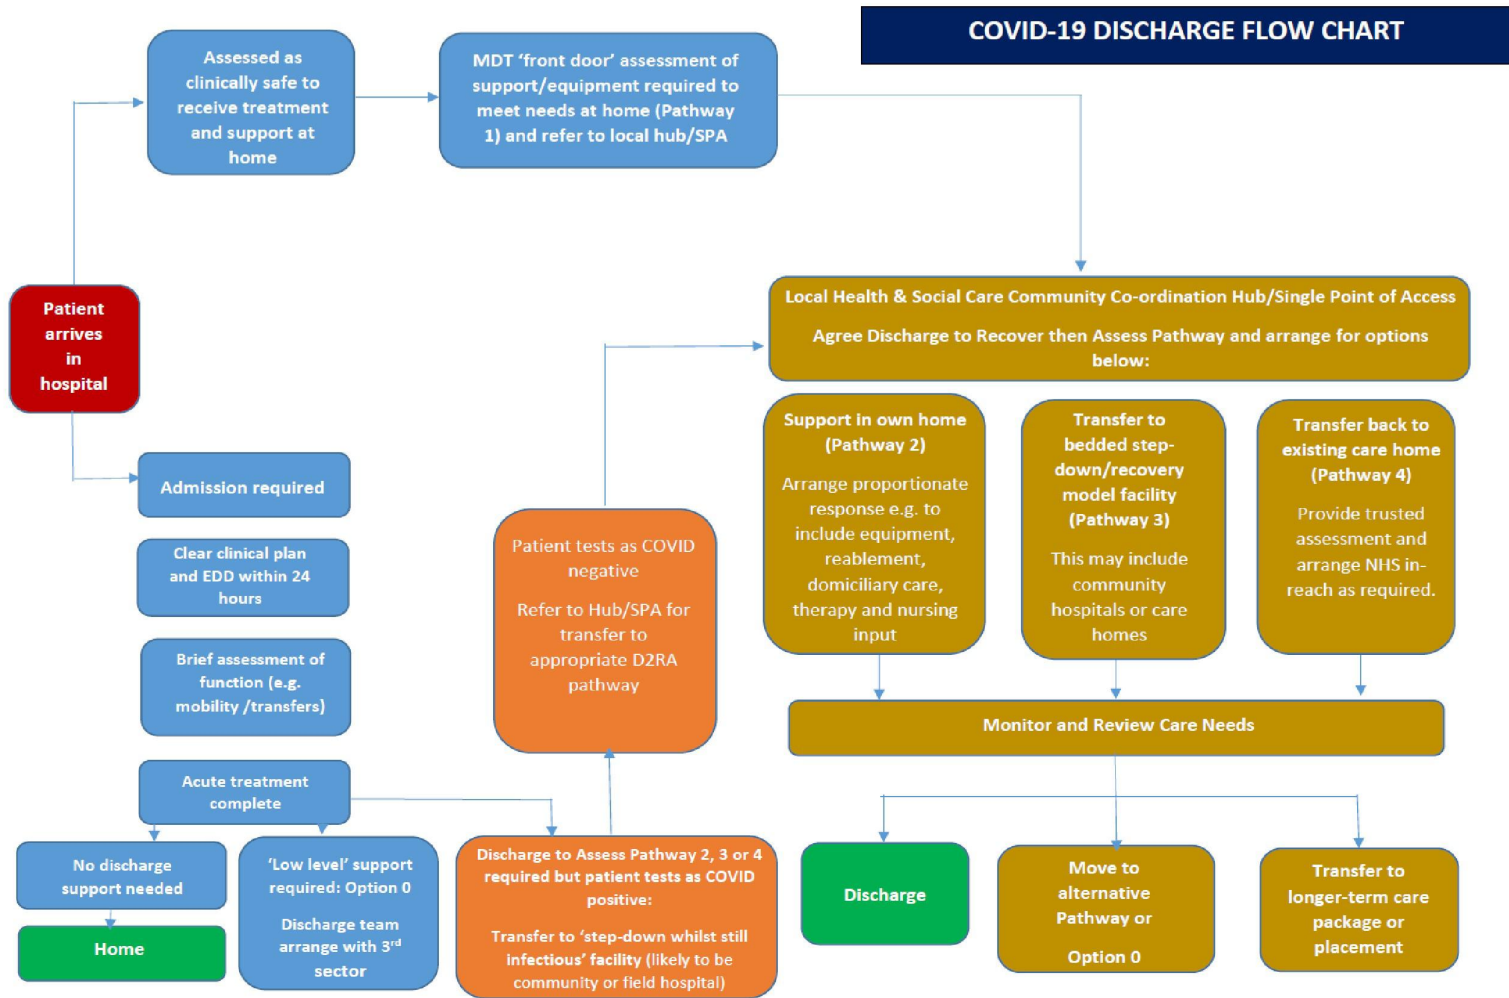 COVID-19 DISCHARGE FLOW CHART
Assessed as
clinically safe to
receive treatment
and support at
home
MDT ‘front door’ assessment of
support/equipment required to
meet needs at home (Pathway
1) and refer to local hub/SPA
Patient
arrives
in
hospital
Local Health & Social Care Community Co-ordination Hub/Single Point of Access
Agree Discharge to Recover then Assess Pathway and arrange for options
below:
Support in own home
(Pathway 2)
Arrange proportionate
response e.g. to
include equipment,
reablement,
domiciliary care,
therapy and nursing
input
Transfer to
bedded step-
down/recovery
model facility
(Pathway 3)
This may include
community
hospitals or care
homes
Transfer back to
existing care home
(Pathway 4)
Provide trusted
assessment and
arrange NHS in-
reach as required.
Admission required
Clear clinical plan
and EDD within 24
hours
Brief assessment of
function (e.g.
mobility /transfers)
Patient tests as COVID
negative
Refer to Hub/SPA for
transfer to
appropriate D2RA
pathway
Monitor and Review Care Needs
Acute treatment
complete
No discharge
support needed
Home
‘Low level’ support
required: Option 0
Discharge team
arrange with 3rd
sector
Discharge to Assess Pathway 2, 3 or 4
required but patient tests as COVID
positive:
Transfer to ‘step-down whilst still
infectious’ facility (likely to be
community or field hospital)
Discharge
Move to
alternative
Pathway or
Option 0
Transfer to
longer-term care
package or
placement